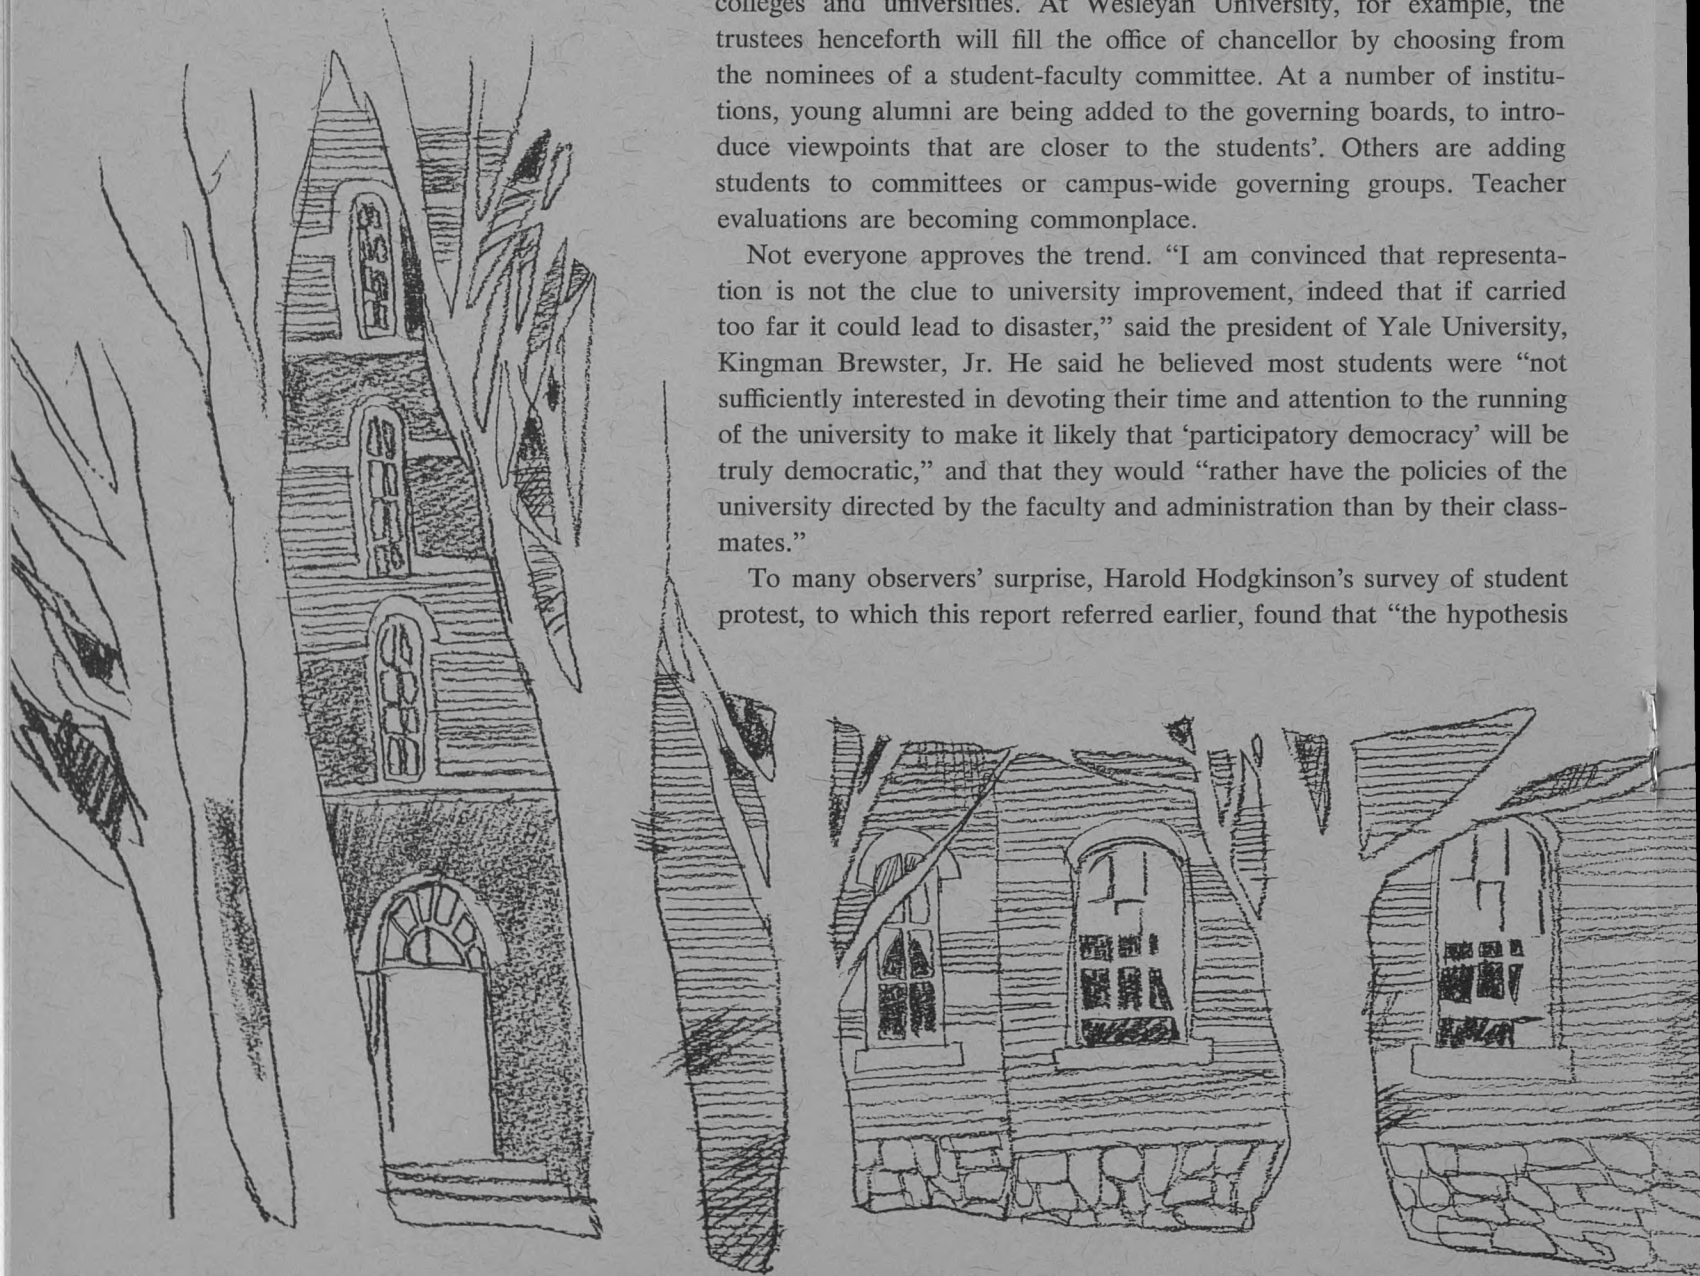 colleges and universities. At Wesleyan University, for example, the
trustees henceforth will fill the office of chancellor by choosing from
the nominees of a student-faculty committee. At a number of institu-
tions, young alumni are being added to the governing boards, to intro-
duce viewpoints that are closer to the students’. Others are adding
students to committees or campus-wide governing groups. Teacher
evaluations are becoming commonplace.
Not everyone approves the trend. “I am convinced that representa-
tion is not the clue to university improvement, indeed that if carried
too far it could lead to disaster,” said the president of Yale University,
Kingman Brewster, Jr. He said he believed most students were “not
sufficiently interested in devoting their time and attention to the running
of the university to make it likely that ‘participatory democracy’ will be
truly democratic,” and that they would “rather have the policies of the
university directed by the faculty and administration than by their class-
mates.”
To many observers’ surprise, Harold Hodgkinson’s survey of student
protest, to which this report referred earlier, found that “the hypothesis